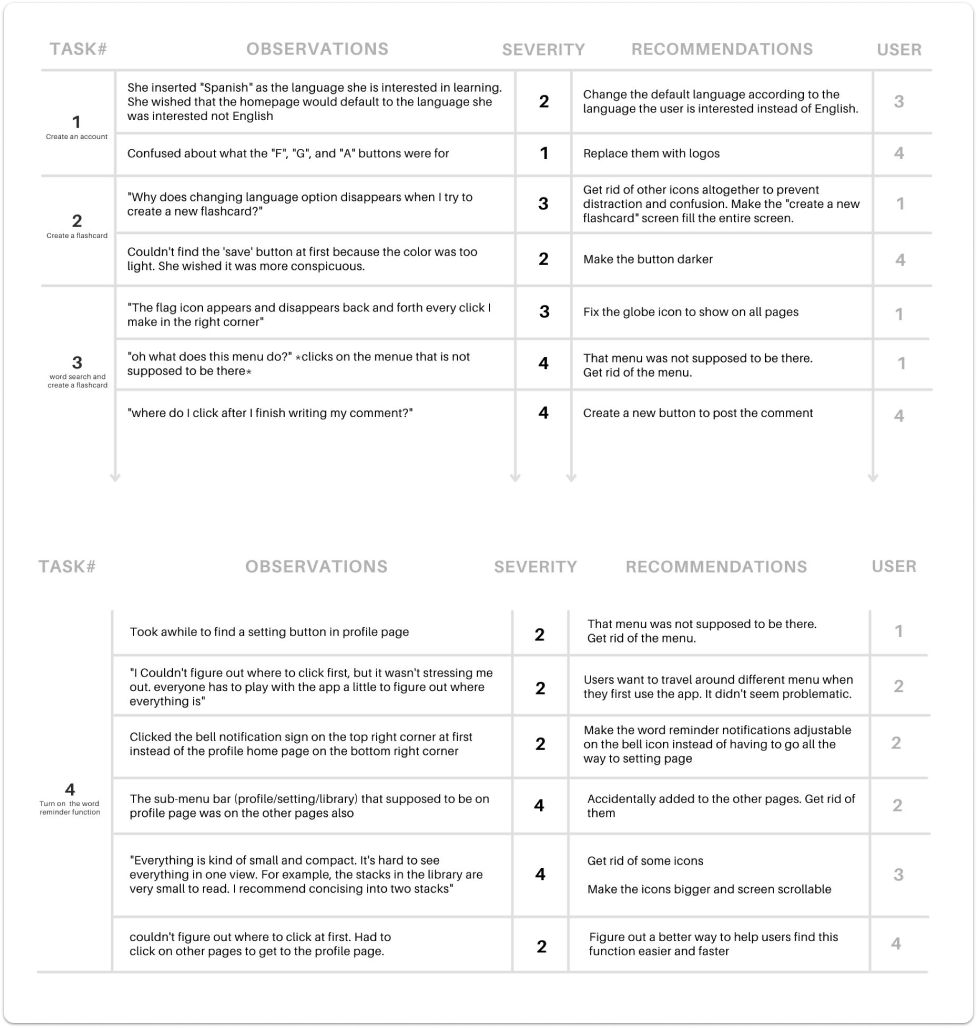 TASK# OBSERVATIONS SEVERITY RECOMMENDATIONS USER
1
Create an account
She inserted "Spanish" as the language she is interested in learning.
She wished that the homepage would default to the language she
was interested not English
2
Change the default language according to the
language the user is interested instead of English.
3
Confused about what the "F", "G", and "A" buttons were for
1
Replace them with logos
4
2
Create a flashcard
"Why does changing language option disappears when I try to
create a new flashcard?"
3
Get rid of other icons altogether to prevent
distraction and confusion. Make the "create a new
flashcard" screen fill the entire screen.
1
Couldn't find the 'save' button at first because the color was too
light. She wished it was more conspicuous.
2
Make the button darker
4
3
word search and
create a flashcard
"The flag icon appears and disappears back and forth every click I
make in the right corner"
3
Fix the globe icon to show on all pages
1
"oh what does this menu do?" *clicks on the menue that is not
supposed to be there*
4
That menu was not supposed to be there.
Get rid of the menu.
1
"where do I click after I finish writing my comment?"
4
Create a new button to post the comment
4
TASK# OBSERVATIONS SEVERITY RECOMMENDATIONS USER
4
Turn on the word
reminder function
Took awhile to find a setting button in profile page
2
That menu was not supposed to be there.
Get rid of the menu.
1
"I Couldn't figure out where to click first, but it wasn't stressing me
out. everyone has to play with the app a little to figure out where
everything is"
2
Users want to travel around different menu when
they first use the app. It didn't seem problematic.
2
Clicked the bell notification sign on the top right corner at first
instead of the profile home page on the bottom right corner
2
Make the word reminder notifications adjustable
on the bell icon instead of having to go all the
way to setting page
2
The sub-menu bar (profile/setting/library) that supposed to be on
profile page was on the other pages also
4
Accidentally added to the other pages. Get rid of
them
2
"Everything is kind of small and compact. It's hard to see
everything in one view. For example, the stacks in the library are
very small to read. I recommend concising into two stacks"
4
Get rid of some icons
Make the icons bigger and screen scrollable
3
couldn't figure out where to click at first. Had to
click on other pages to get to the profile page.
2
Figure out a better way to help users find this
function easier and faster
4